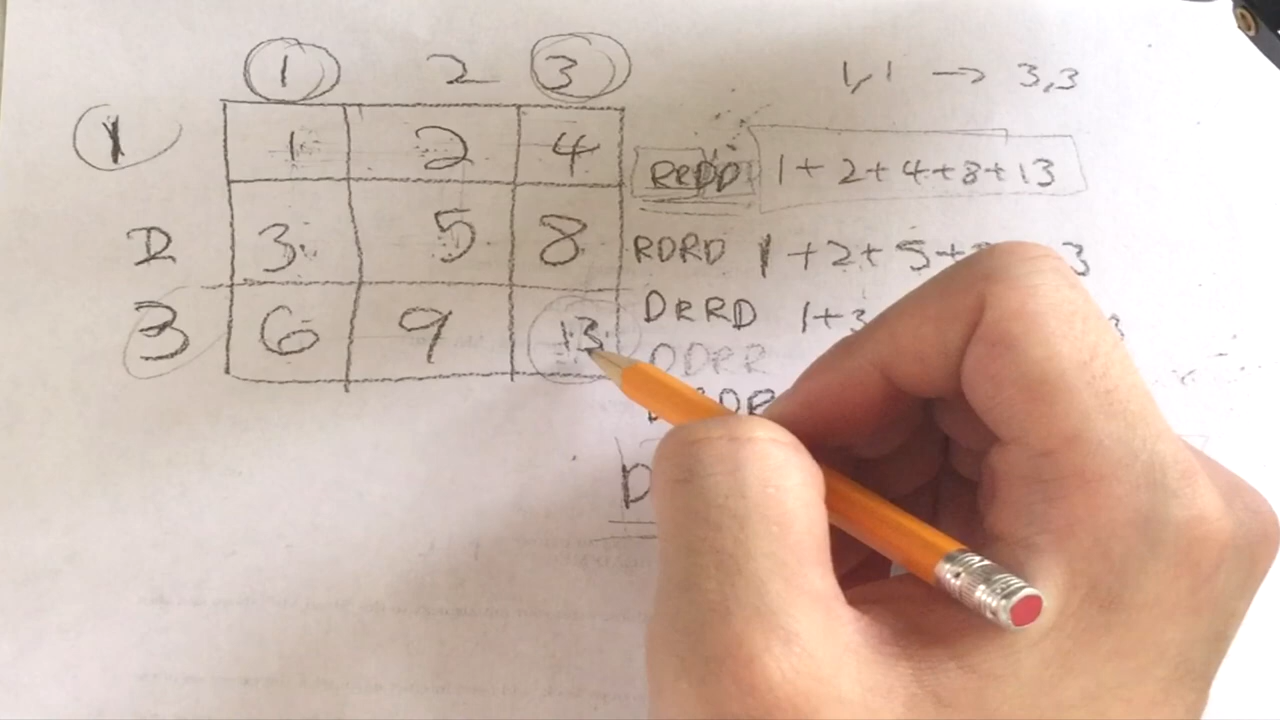 1 2 3 1,1 → 3,3
1 1 2 4 RRDD 1+2+4+8+13
2 3 5 8 RDRD 1+2+5+
3 6 9 13 DRRD 1+3
DDRR
D